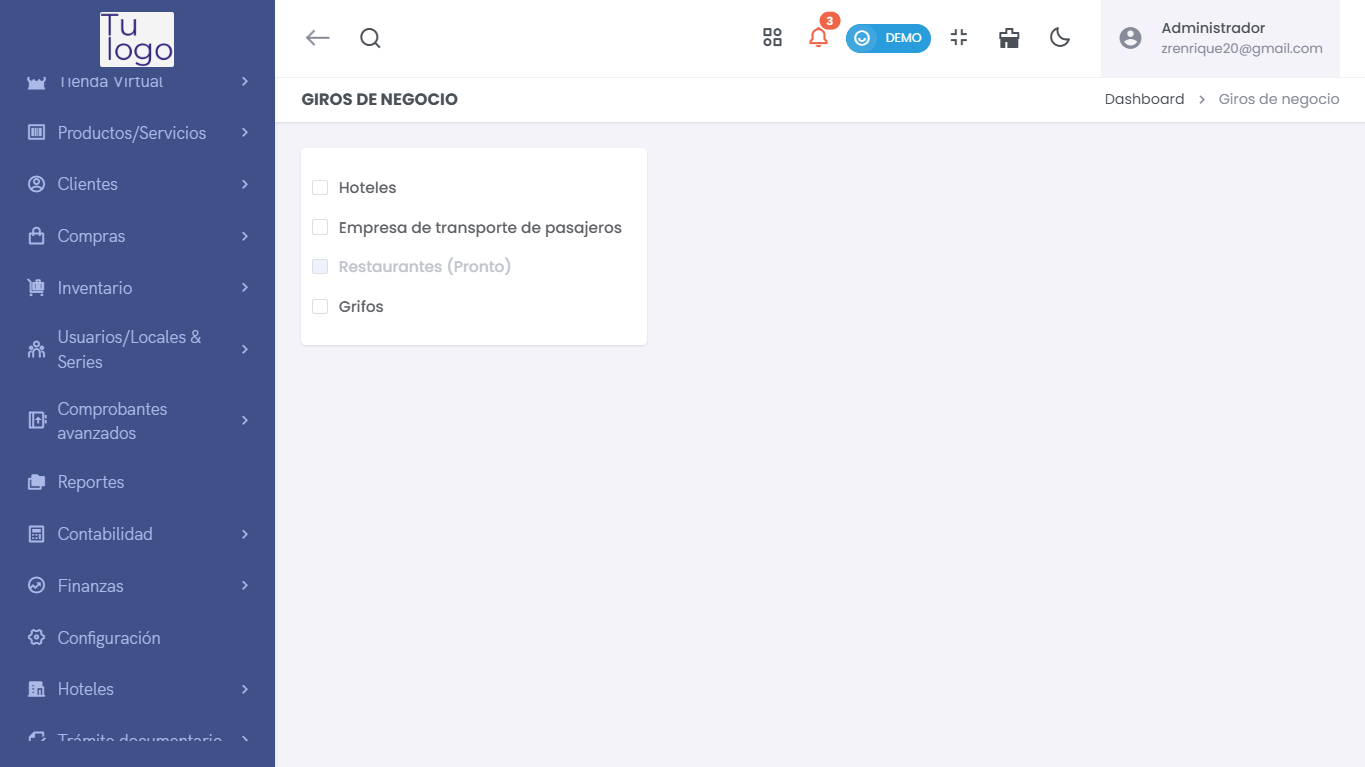 Tu
logo
Tienda Virtual
Productos/Servicios
Clientes
Compras
Inventario
Usuarios/Locales &
Series
Comprobantes
avanzados
Reportes
Contabilidad
Finanzas
Configuración
Hoteles
Trámite documentario
3
DEMO
Administrador
zrenrique20@gmail.com
GIROS DE NEGOCIO
Dashboard > Giros de negocio
Hoteles
Empresa de transporte de pasajeros
Restaurantes (Pronto)
Grifos